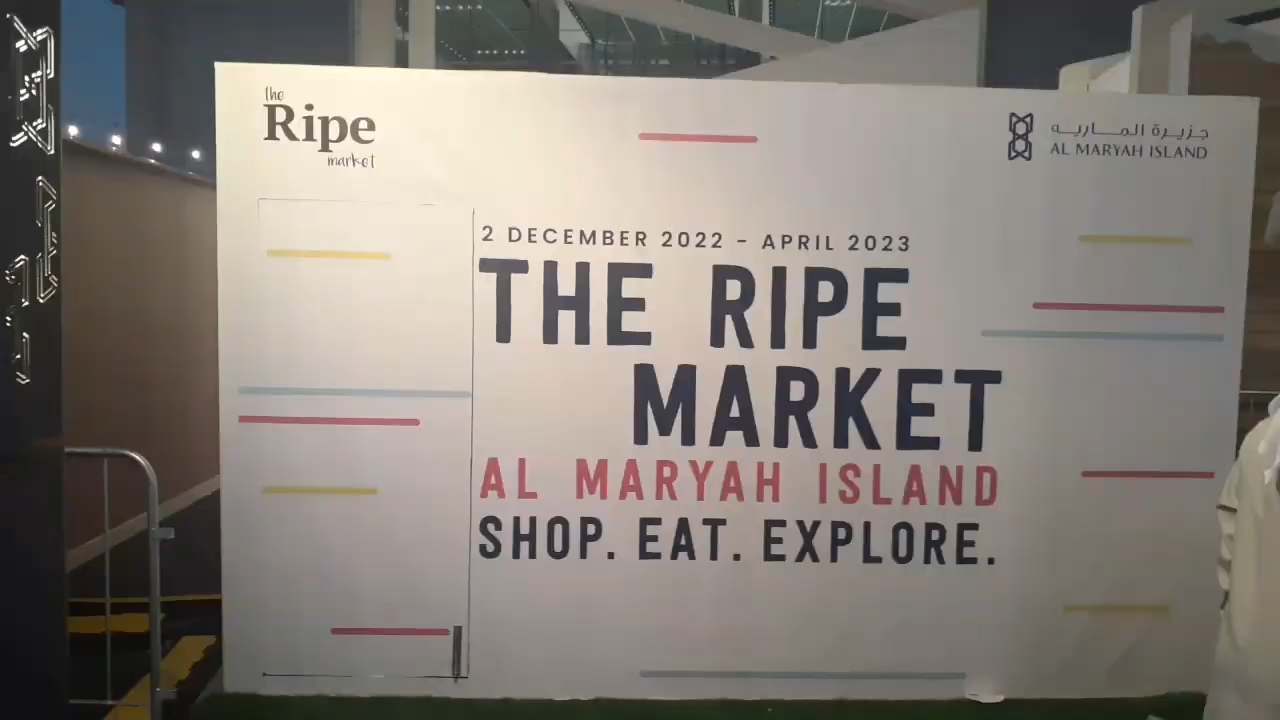 the
Ripe
market
جزيرة المارية
AL MARYAH ISLAND
2 DECEMBER 2022 - APRIL 2023
THE RIPE
MARKET
AL MARYAH ISLAND
SHOP. EAT. EXPLORE.